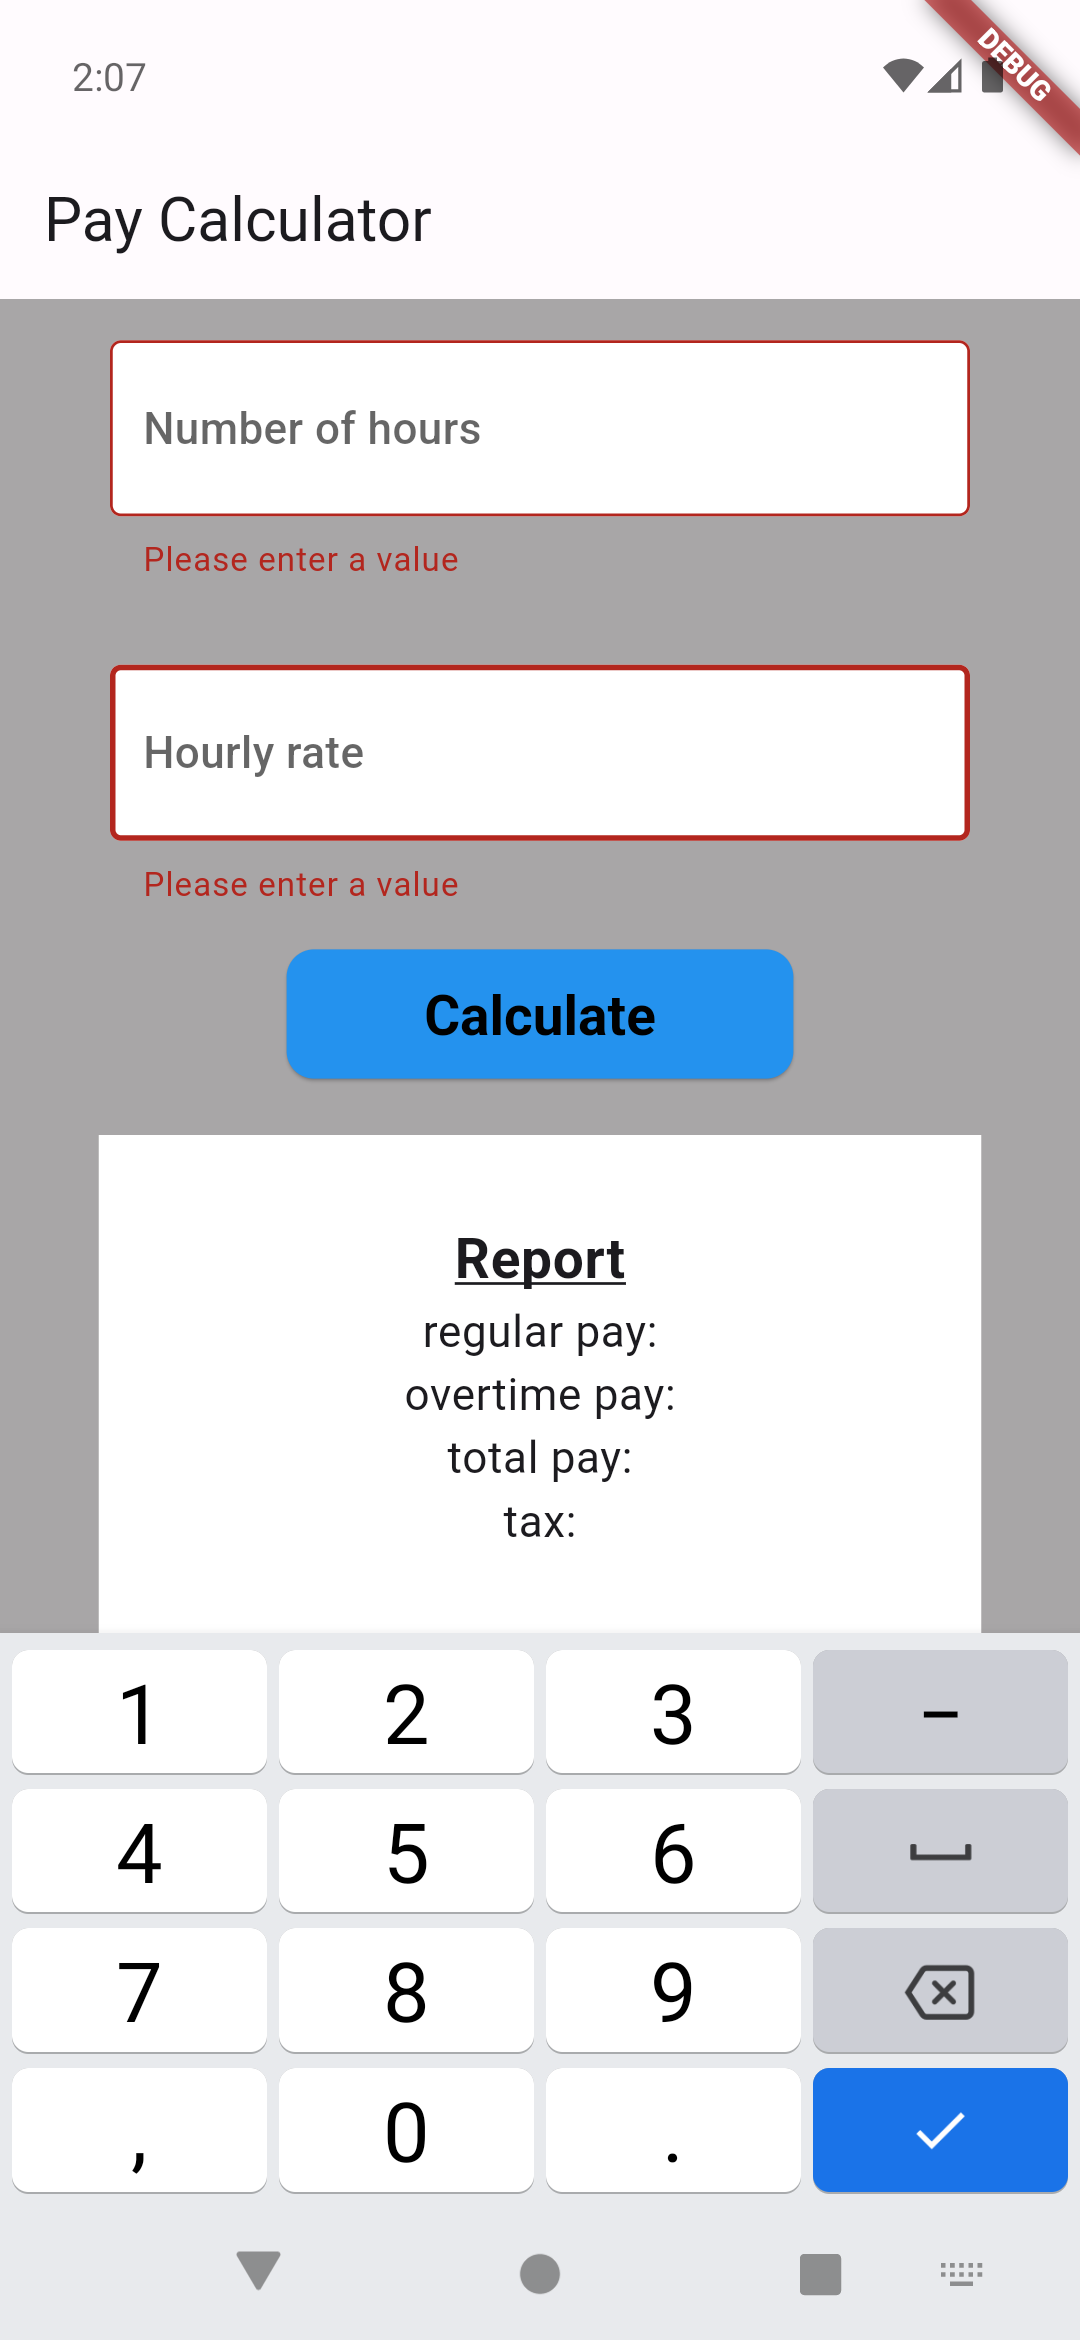 2:07
DEBUG
Pay Calculator
Number of hours
Please enter a value
Hourly rate
Please enter a value
Calculate
Report
regular pay:
overtime pay:
total pay:
tax:
1 2 3 –
4 5 6
7 8 9
, 0 .